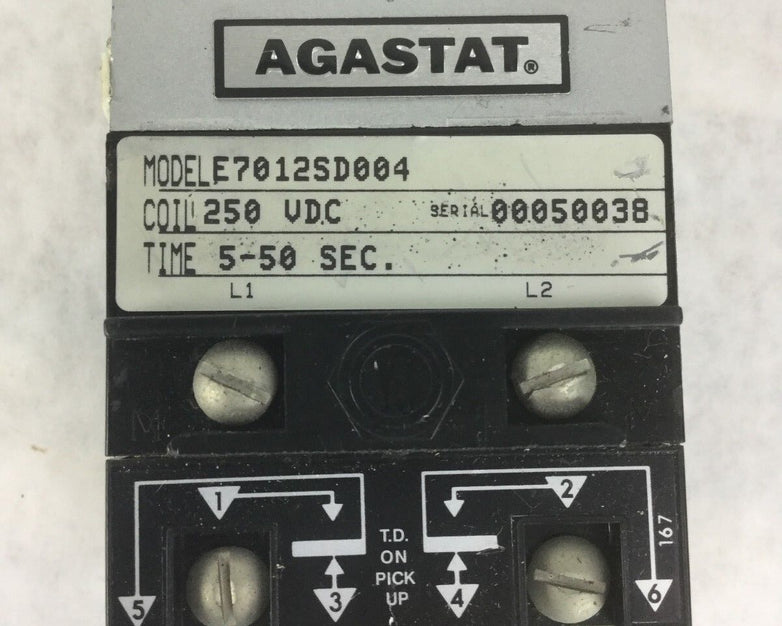 AGASTAT®
MODEL E7012SD004
COIL 250 VDC SERIAL 00050038
TIME 5-50 SEC.
L1 L2
1 2
T.D.
ON
PICK
UP
167
5 3 4 6